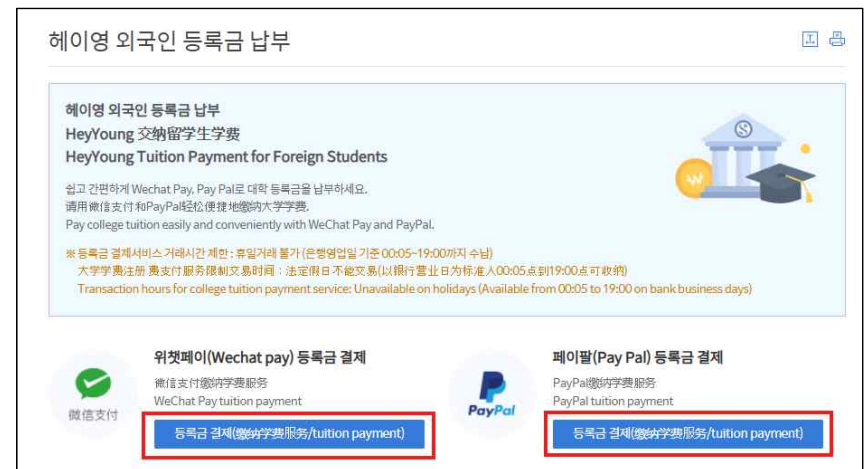 헤이영 외국인 등록금 납부
헤이영 외국인 등록금 납부
HeyYoung 交纳留学生学费
HeyYoung Tuition Payment for Foreign Students
쉽고 간편하게 Wechat Pay, Pay Pal로 대학 등록금을 납부하세요.
请用微信支付和PayPal轻松便捷地缴纳大学学费.
Pay college tuition easily and conveniently with WeChat Pay and PayPal.
※ 등록금 결제서비스 거래시간 제한 : 휴일거래 불가 (은행영업일 기준 00:05~19:00까지 수납)
大学学费注册 费支付服务限制交易时间 : 法定假日不能交易(以银行营业日为标准人00:05点到19:00点可收纳)
Transaction hours for college tuition payment service: Unavailable on holidays (Available from 00:05 to 19:00 on bank business days)
위챗페이(Wechat pay) 등록금 결제
微信支付缴纳学费服务
WeChat Pay tuition payment
微信支付
등록금 결제(缴纳学费服务/tuition payment)
페이팔(Pay Pal) 등록금 결제
PayPal缴纳学费服务
PayPal tuition payment
PayPal
등록금 결제(缴纳学费服务/tuition payment)